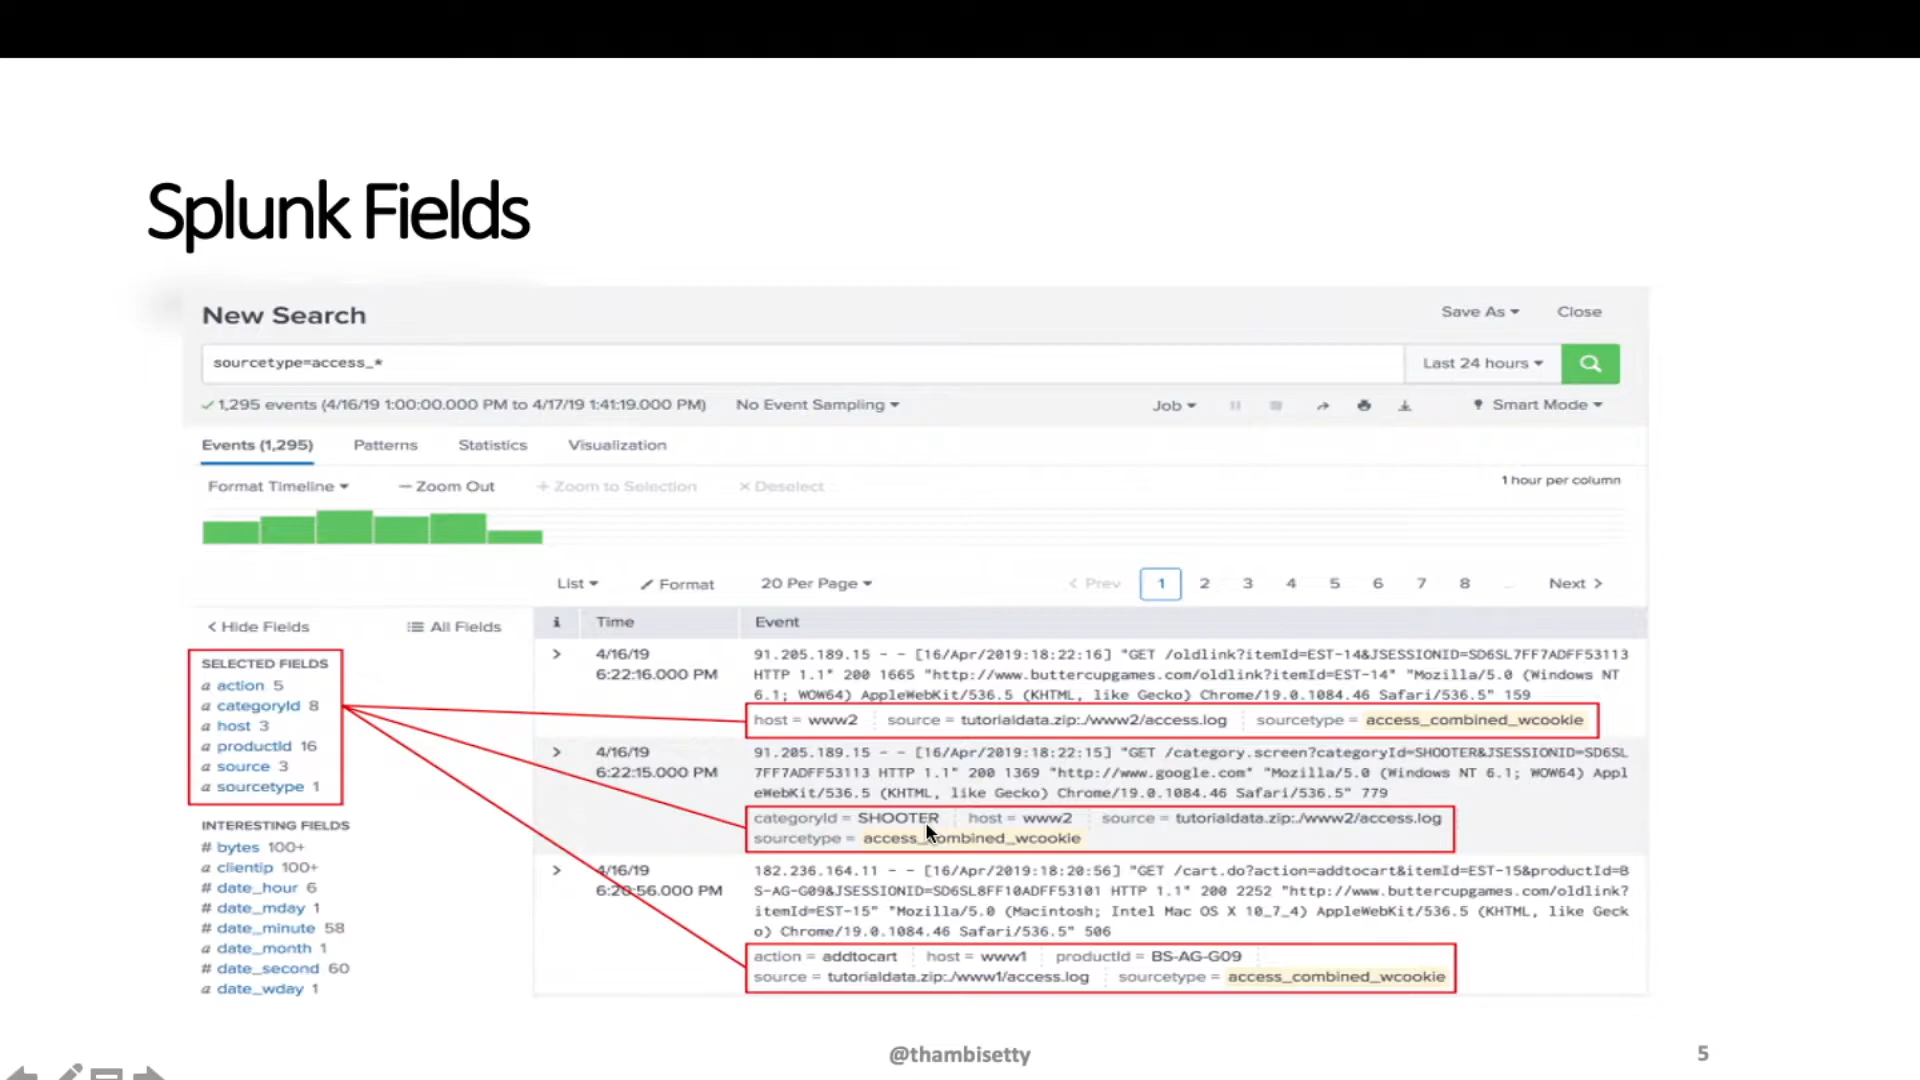 Splunk Fields
New Search
Save As
Close
sourcetype=access_*
Last 24 hours
1,295 events (4/16/19 1:00:00.000 PM to 4/17/19 1:41:19.000 PM)
No Event Sampling
Job
Smart Mode
Events (1,295)
Patterns
Statistics
Visualization
Format Timeline
— Zoom Out
+ Zoom to Selection
× Deselect
1 hour per column
List
Format
20 Per Page
< Prev
1
2
3
4
5
6
7
8
Next >
< Hide Fields
All Fields
SELECTED FIELDS
a action 5
a categoryId 8
a host 3
a productId 16
a source 3
a sourcetype 1
INTERESTING FIELDS
# bytes 100+
a clientip 100+
# date_hour 6
# date_mday 1
# date_minute 58
a date_month 1
# date_second 60
a date_wday 1
i
Time
Event
> 4/16/19
6:22:16.000 PM
91.205.189.15 - - [16/Apr/2019:18:22:16] "GET /oldlink?itemId=EST-14&JSESSIONID=SD6SL7FF7ADFF53113
HTTP 1.1" 200 1665 "http://www.buttercupgames.com/oldlink?itemId=EST-14" "Mozilla/5.0 (Windows NT
6.1; WOW64) AppleWebKit/536.5 (KHTML, like Gecko) Chrome/19.0.1084.46 Safari/536.5" 159
host = www2 source = tutorialdata.zip:./www2/access.log sourcetype = access_combined_wcookie
> 4/16/19
6:22:15.000 PM
91.205.189.15 - - [16/Apr/2019:18:22:15] "GET /category.screen?categoryId=SHOOTER&JSESSIONID=SD6SL
7FF7ADFF53113 HTTP 1.1" 200 1369 "http://www.google.com" "Mozilla/5.0 (Windows NT 6.1; WOW64) Appl
eWebKit/536.5 (KHTML, like Gecko) Chrome/19.0.1084.46 Safari/536.5" 779
categoryId = SHOOTER host = www2 source = tutorialdata.zip:./www2/access.log
sourcetype = access_combined_wcookie
> 4/16/19
6:20:56.000 PM
182.236.164.11 - - [16/Apr/2019:18:20:56] "GET /cart.do?action=addtocart&itemId=EST-15&productId=B
S-AG-G09&JSESSIONID=SD6SL8FF10ADFF53101 HTTP 1.1" 200 2252 "http://www.buttercupgames.com/oldlink?
itemId=EST-15" "Mozilla/5.0 (Macintosh; Intel Mac OS X 10_7_4) AppleWebKit/536.5 (KHTML, like Geck
o) Chrome/19.0.1084.46 Safari/536.5" 506
action = addtocart host = www1 productId = BS-AG-G09
source = tutorialdata.zip:./www1/access.log sourcetype = access_combined_wcookie
@thambisetty
5